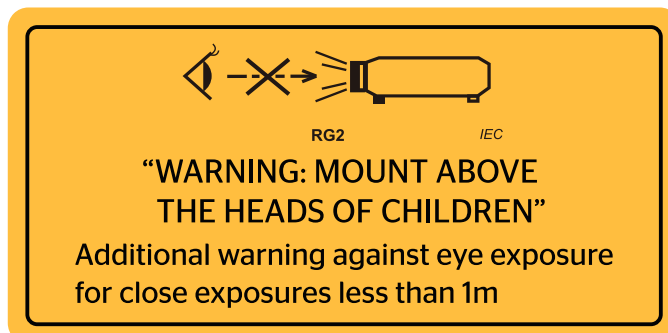 RG2 IEC
“WARNING: MOUNT ABOVE
THE HEADS OF CHILDREN”
Additional warning against eye exposure
for close exposures less than 1m